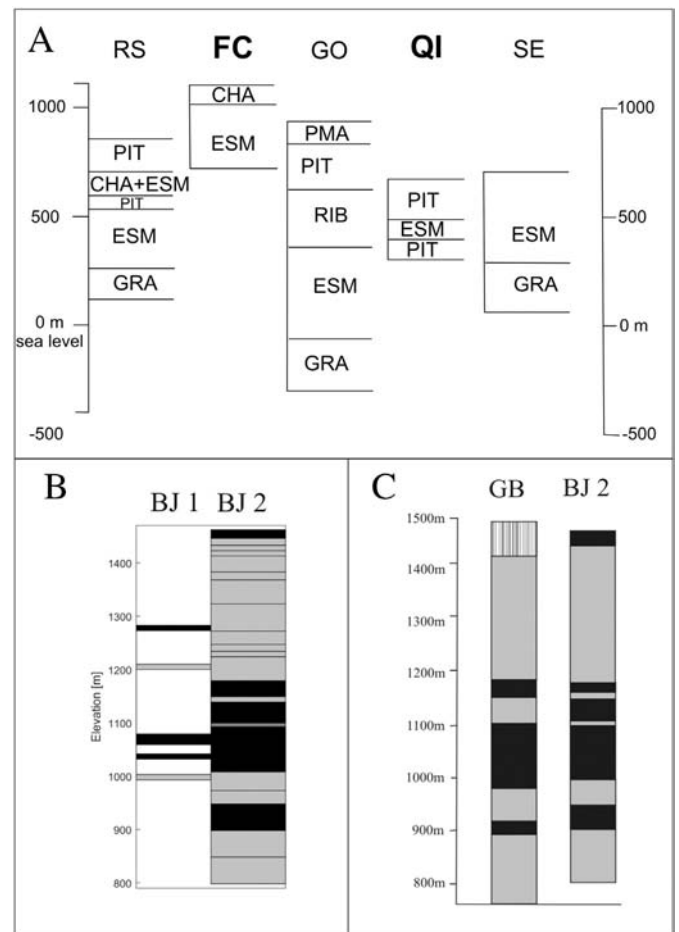 A
RS FC GO QI SE
CHA
1000 1000
PMA
ESM
PIT PIT
PIT
CHA+ESM
RIB
PIT
500 ESM 500
ESM
PIT
ESM
ESM
GRA GRA
0 m 0 m
sea level
GRA
-500 -500
B
BJ 1 BJ 2
1400
1300
1200
1100
1000
900
800
Elevation [m]
C
GB BJ 2
1500m
1400m
1300m
1200m
1100m
1000m
900m
800m